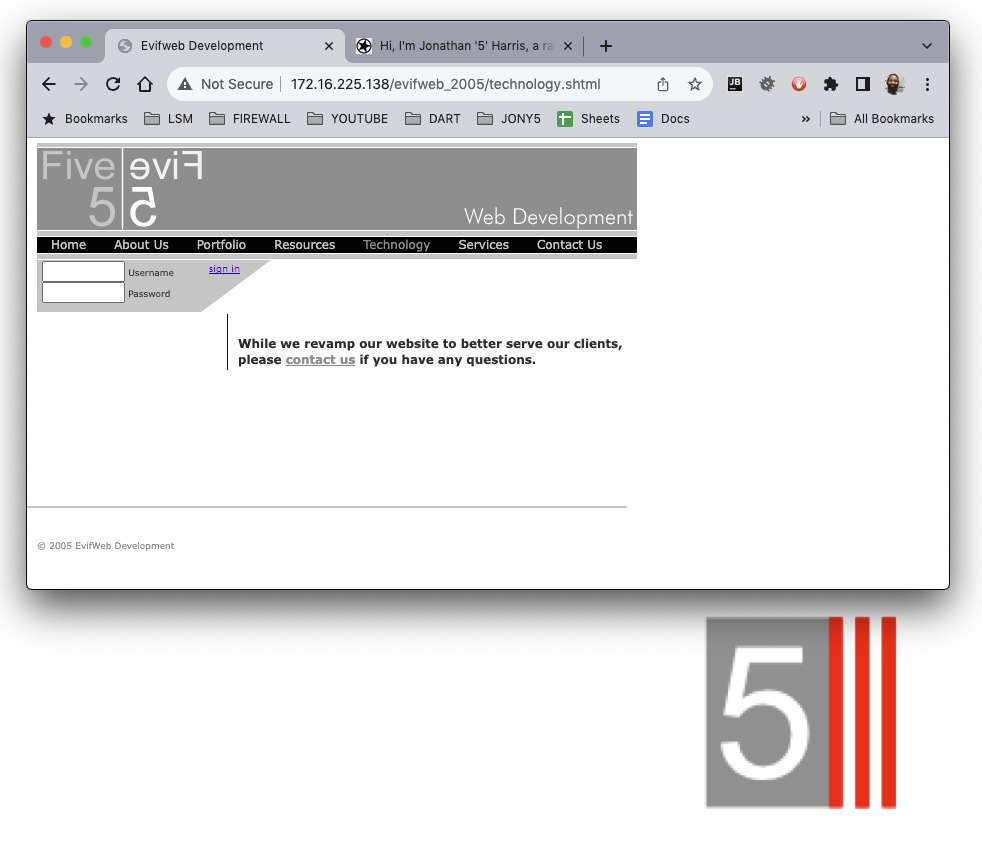 Evifweb Development
Hi, I'm Jonathan '5' Harris, a ra
Not Secure
172.16.225.138/evifweb_2005/technology.shtml
JB
Bookmarks
LSM
FIREWALL
YOUTUBE
DART
JONY5
Sheets
Docs
»
All Bookmarks
Five Five
5 5
Web Development
Home About Us Portfolio Resources Technology Services Contact Us
Username
sign in
Password
While we revamp our website to better serve our clients,
please contact us if you have any questions.
© 2005 EvifWeb Development
5